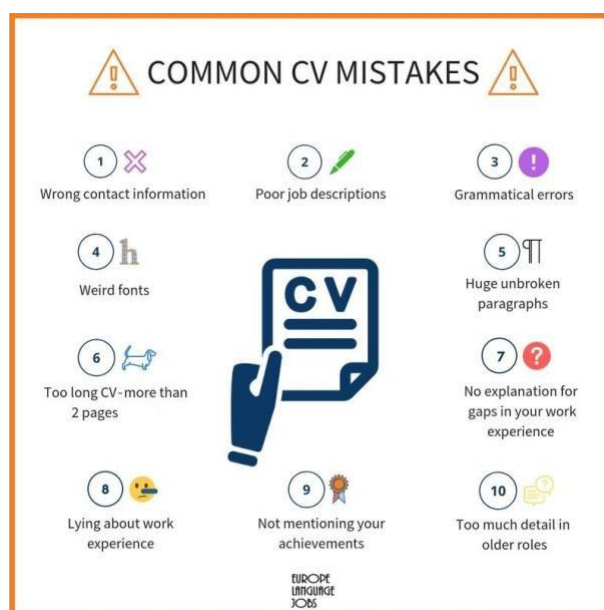 COMMON CV MISTAKES
1
Wrong contact information
2
Poor job descriptions
3
Grammatical errors
4
h
Weird fonts
5
Huge unbroken
paragraphs
6
Too long CV - more than
2 pages
7
No explanation for
gaps in your work
experience
CV
8
Lying about work
experience
9
Not mentioning your
achievements
10
Too much detail in
older roles
EUROPE
LANGUAGE
JOBS